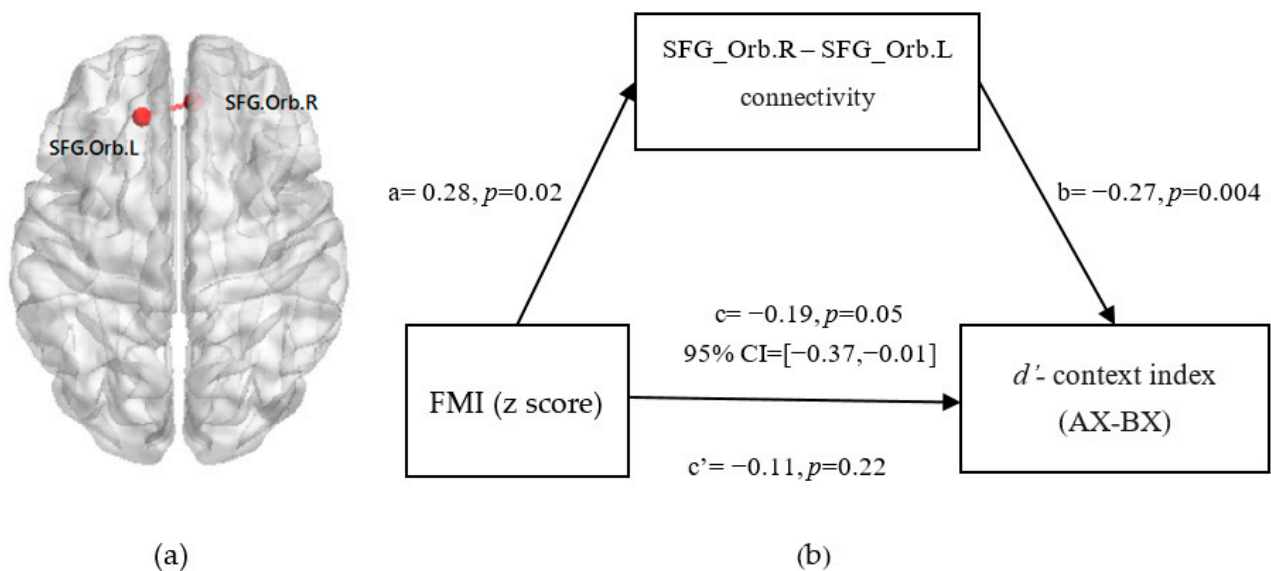 SFG.Orb.R
SFG.Orb.L
(a)
SFG_Orb.R – SFG_Orb.L
connectivity
a= 0.28, p=0.02
b= −0.27, p=0.004
c= −0.19, p=0.05
95% CI=[−0.37,−0.01]
FMI (z score)
d′- context index
(AX-BX)
c’= −0.11, p=0.22
(b)